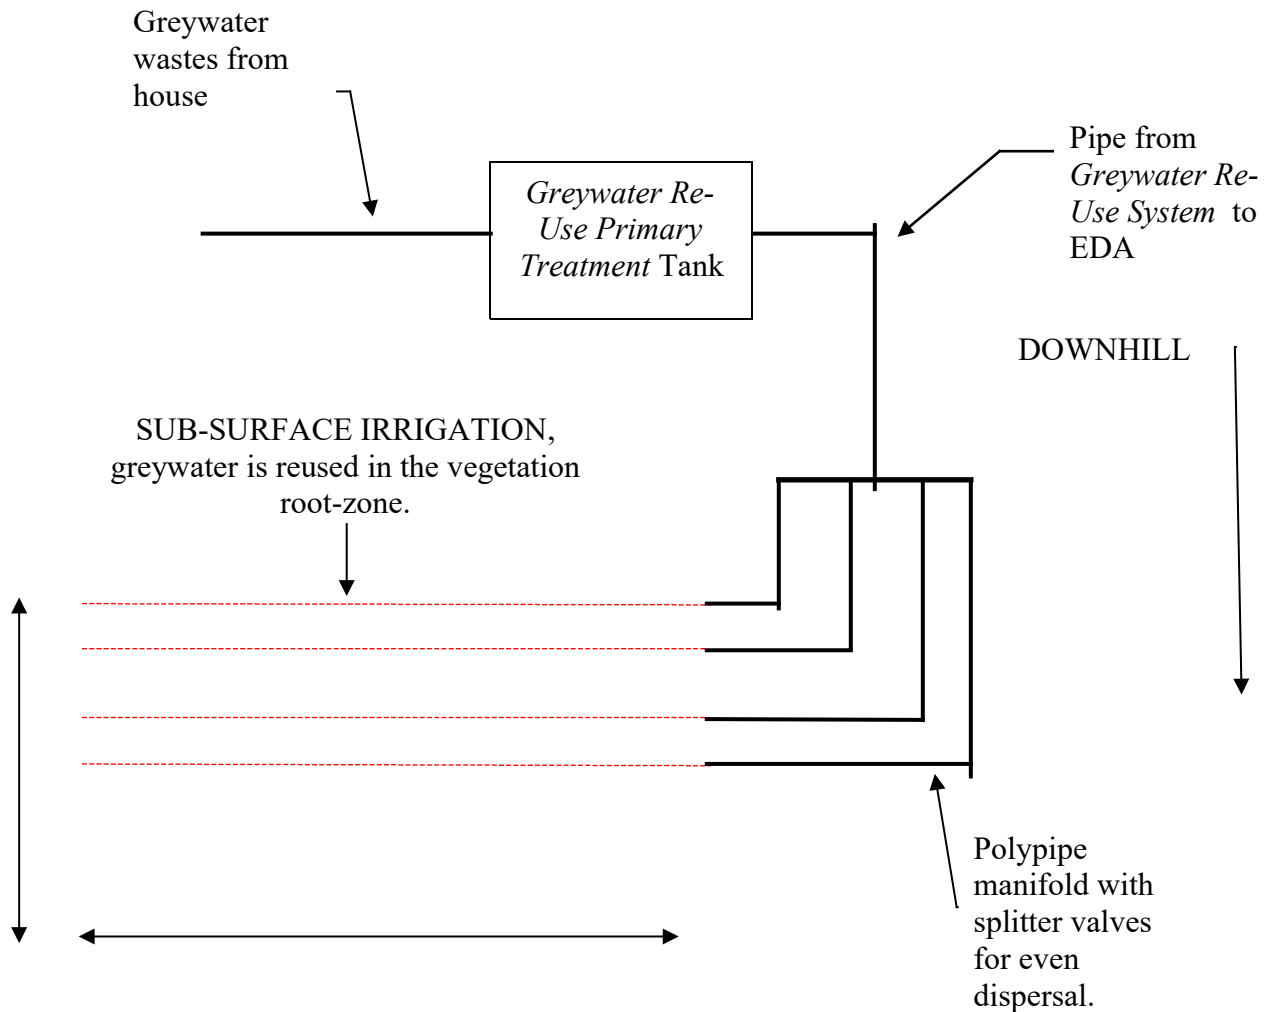 Greywater
wastes from
house
Greywater Re-
Use Primary
Treatment Tank
Pipe from
Greywater Re-
Use System to
EDA
DOWNHILL
SUB-SURFACE IRRIGATION,
greywater is reused in the vegetation
root-zone.
Polypipe
manifold with
splitter valves
for even
dispersal.